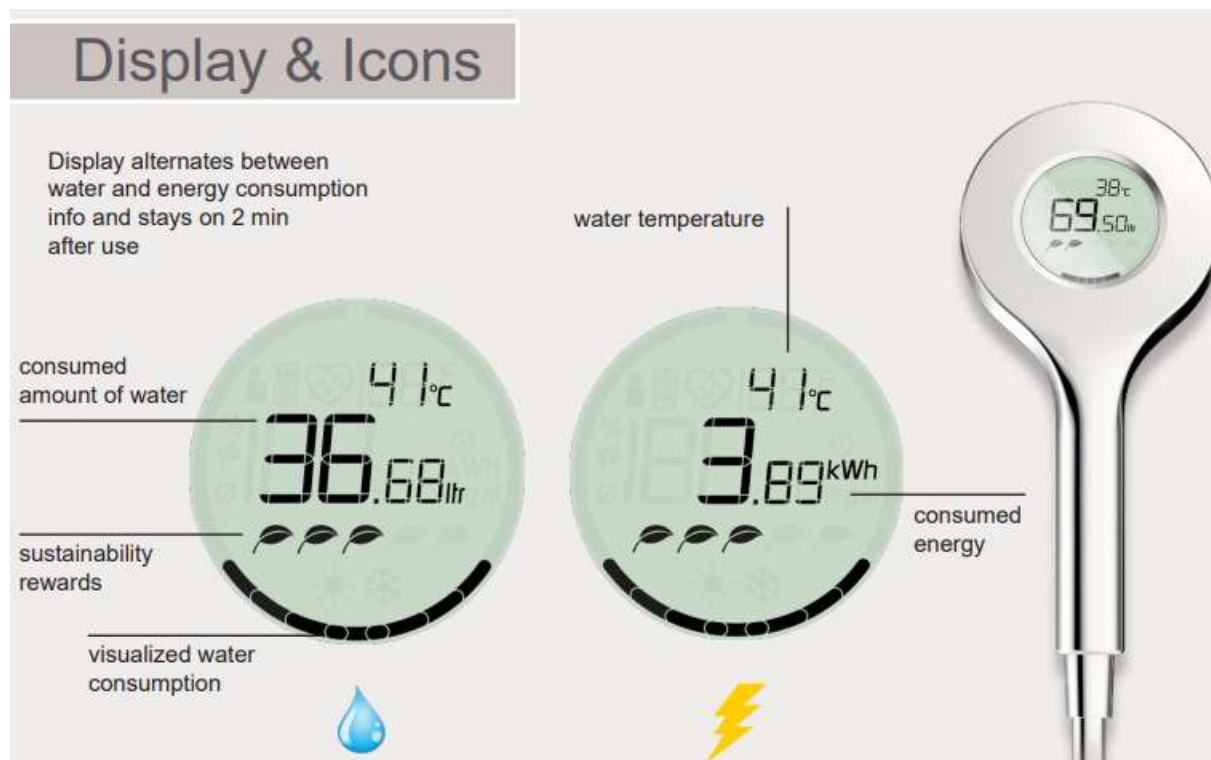 Display & Icons
Display alternates between
water and energy consumption
info and stays on 2 min
after use
water temperature
consumed
amount of water
41°C
36.68ltr
sustainability
rewards
visualized water
consumption
41°C
3.89kWh
consumed
energy
38°C
69.50ltr